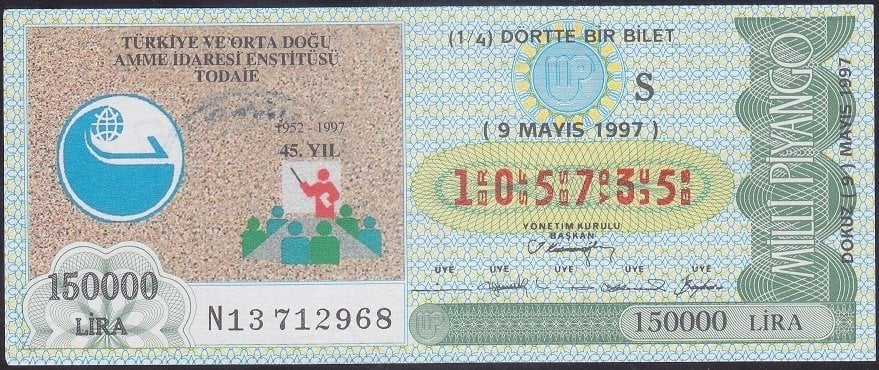 TÜRKİYE VE ORTA DOĞU
AMME İDARESİ ENSTİTÜSÜ
TODAİE
1952 - 1997
45. YIL
150000
LİRA
N13 712968
(1/4) DÖRTTE BİR BİLET
S
( 9 MAYIS 1997 )
1 0 5 7 3 5
YÖNETİM KURULU
BAŞKAN
ÜYE ÜYE ÜYE ÜYE ÜYE
150000 LİRA
MİLLİ PİYANGO
DOKUZ ( 9 ) MAYIS 1997